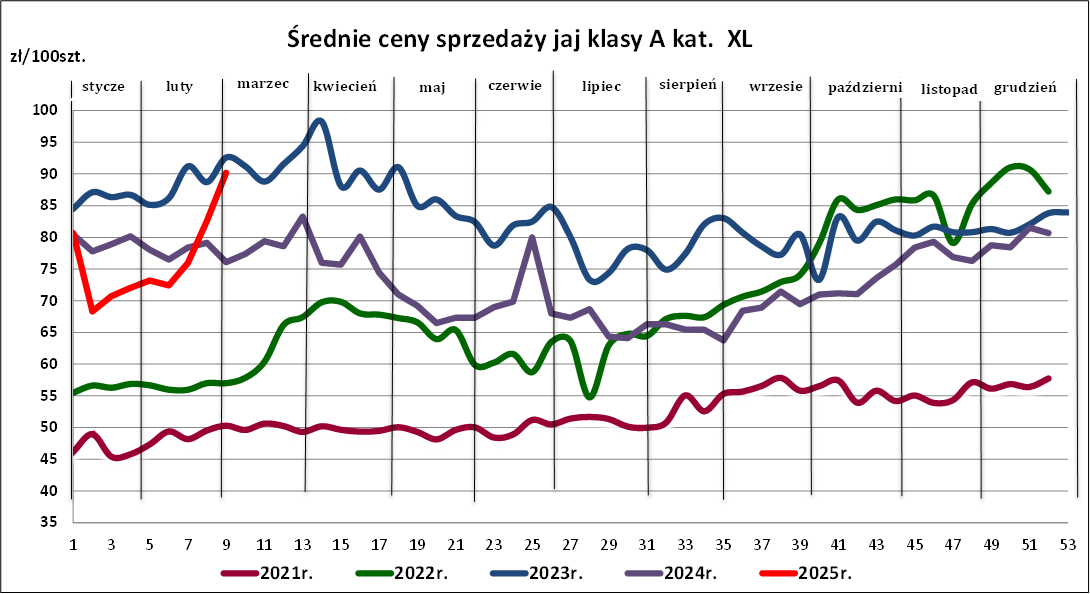 Średnie ceny sprzedaży jaj klasy A kat. XL
zł/100szt.
stycze luty marzec kwiecień maj czerwie lipiec sierpień wrzesie październi listopad grudzień
100
95
90
85
80
75
70
65
60
55
50
45
40
35
1 3 5 7 9 11 13 15 17 19 21 23 25 27 29 31 33 35 37 39 41 43 45 47 49 51 53
2021r. 2022r. 2023r. 2024r. 2025r.